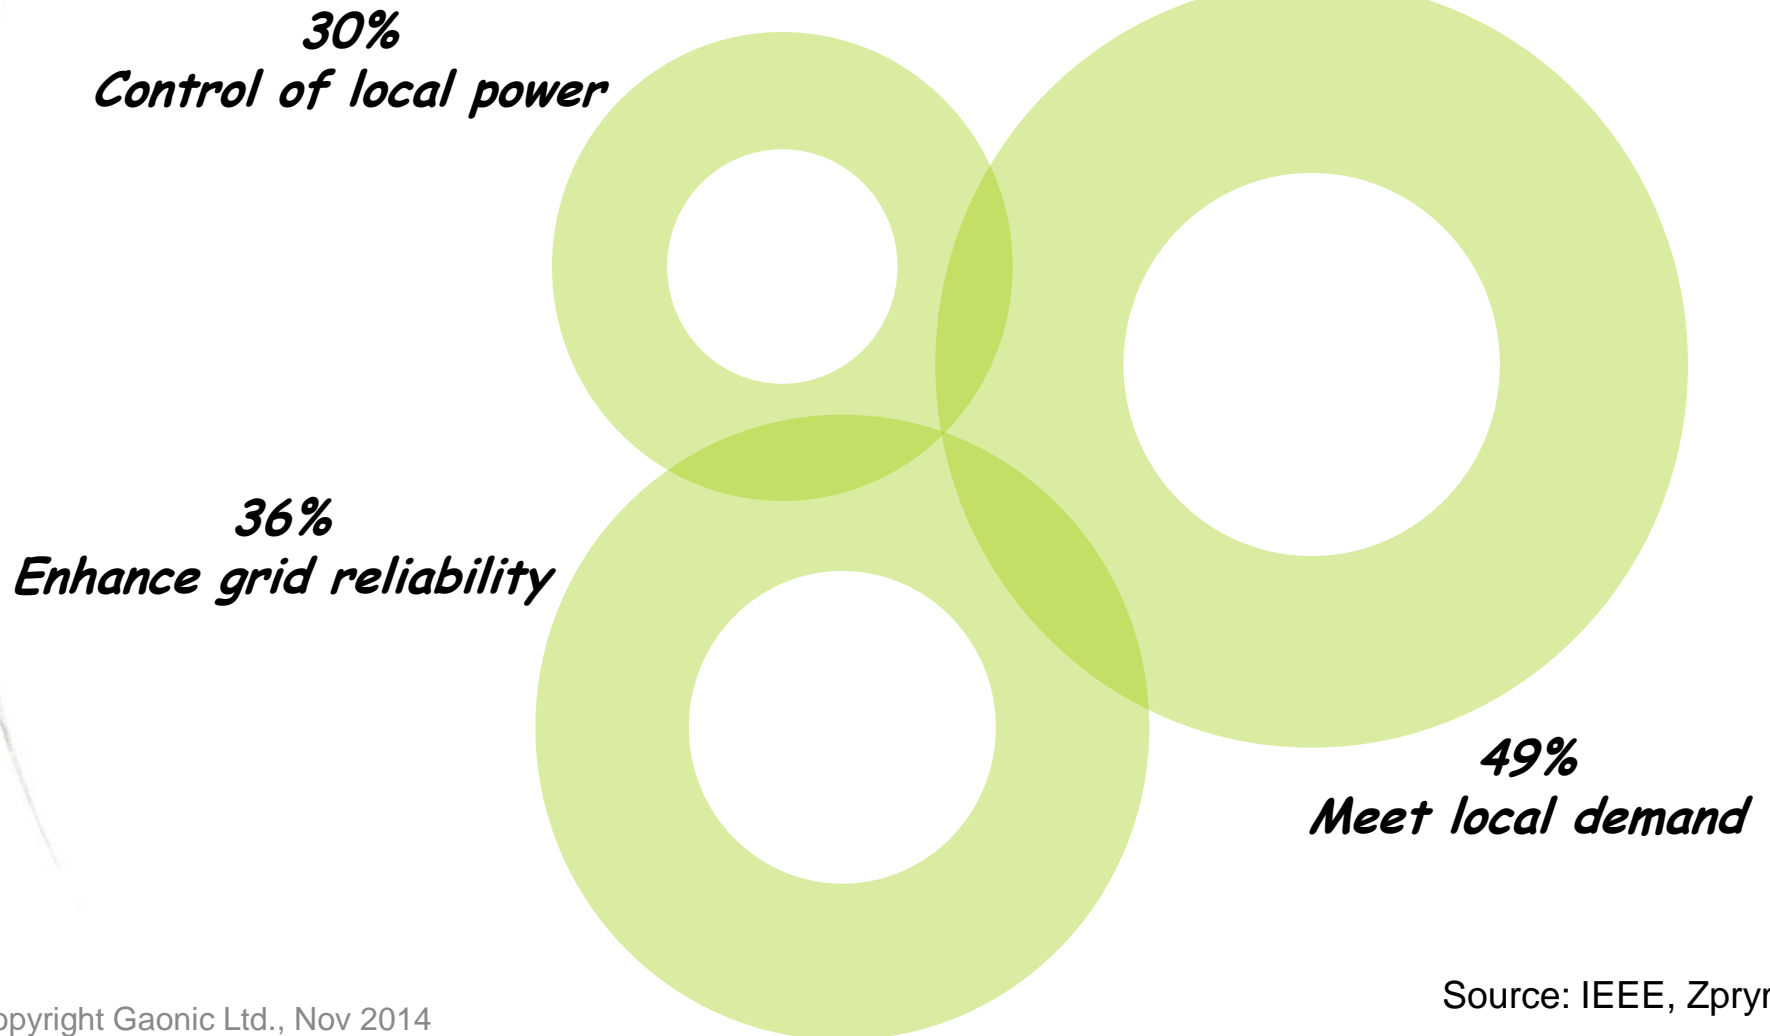 30%
Control of local power
36%
Enhance grid reliability
49%
Meet local demand
Source: IEEE, Zpryr
opyright Gaonic Ltd., Nov 2014